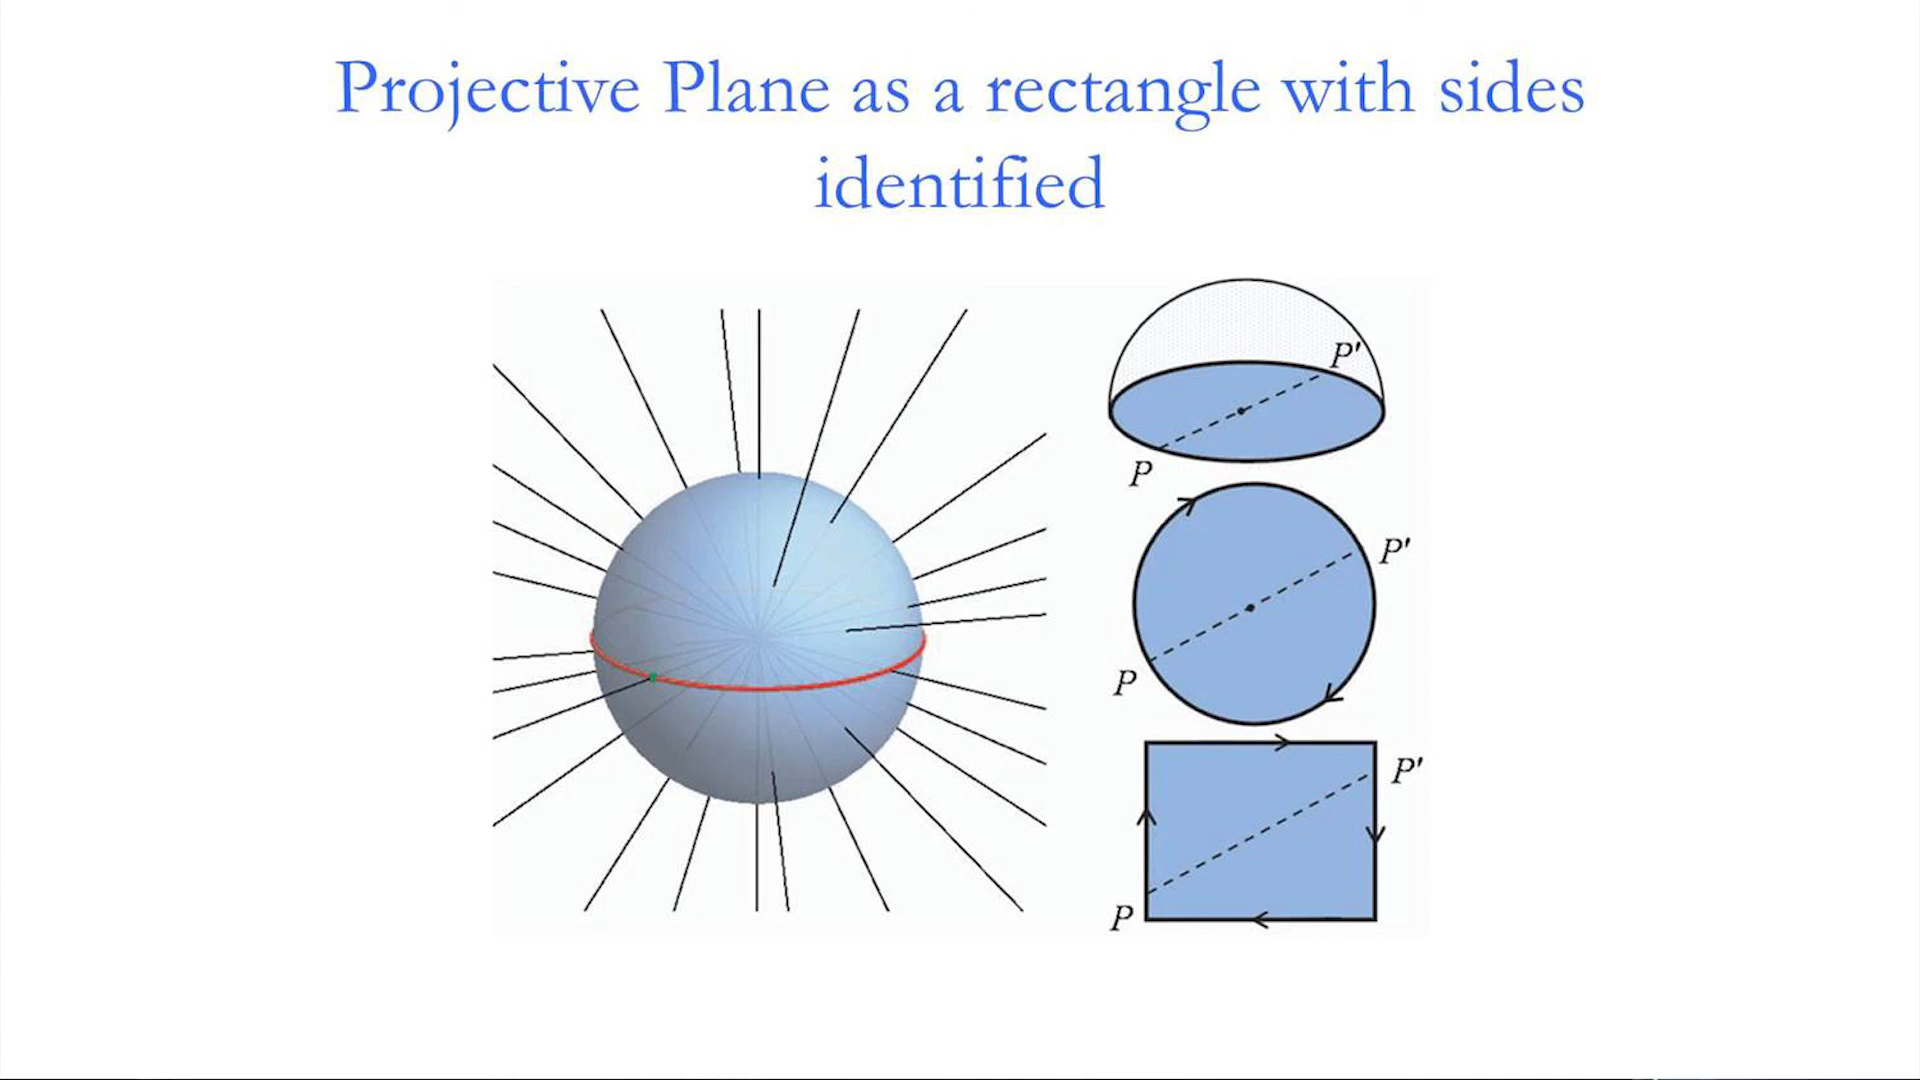 Projective Plane as a rectangle with sides
identified
P'
P
P'
P
P'
P